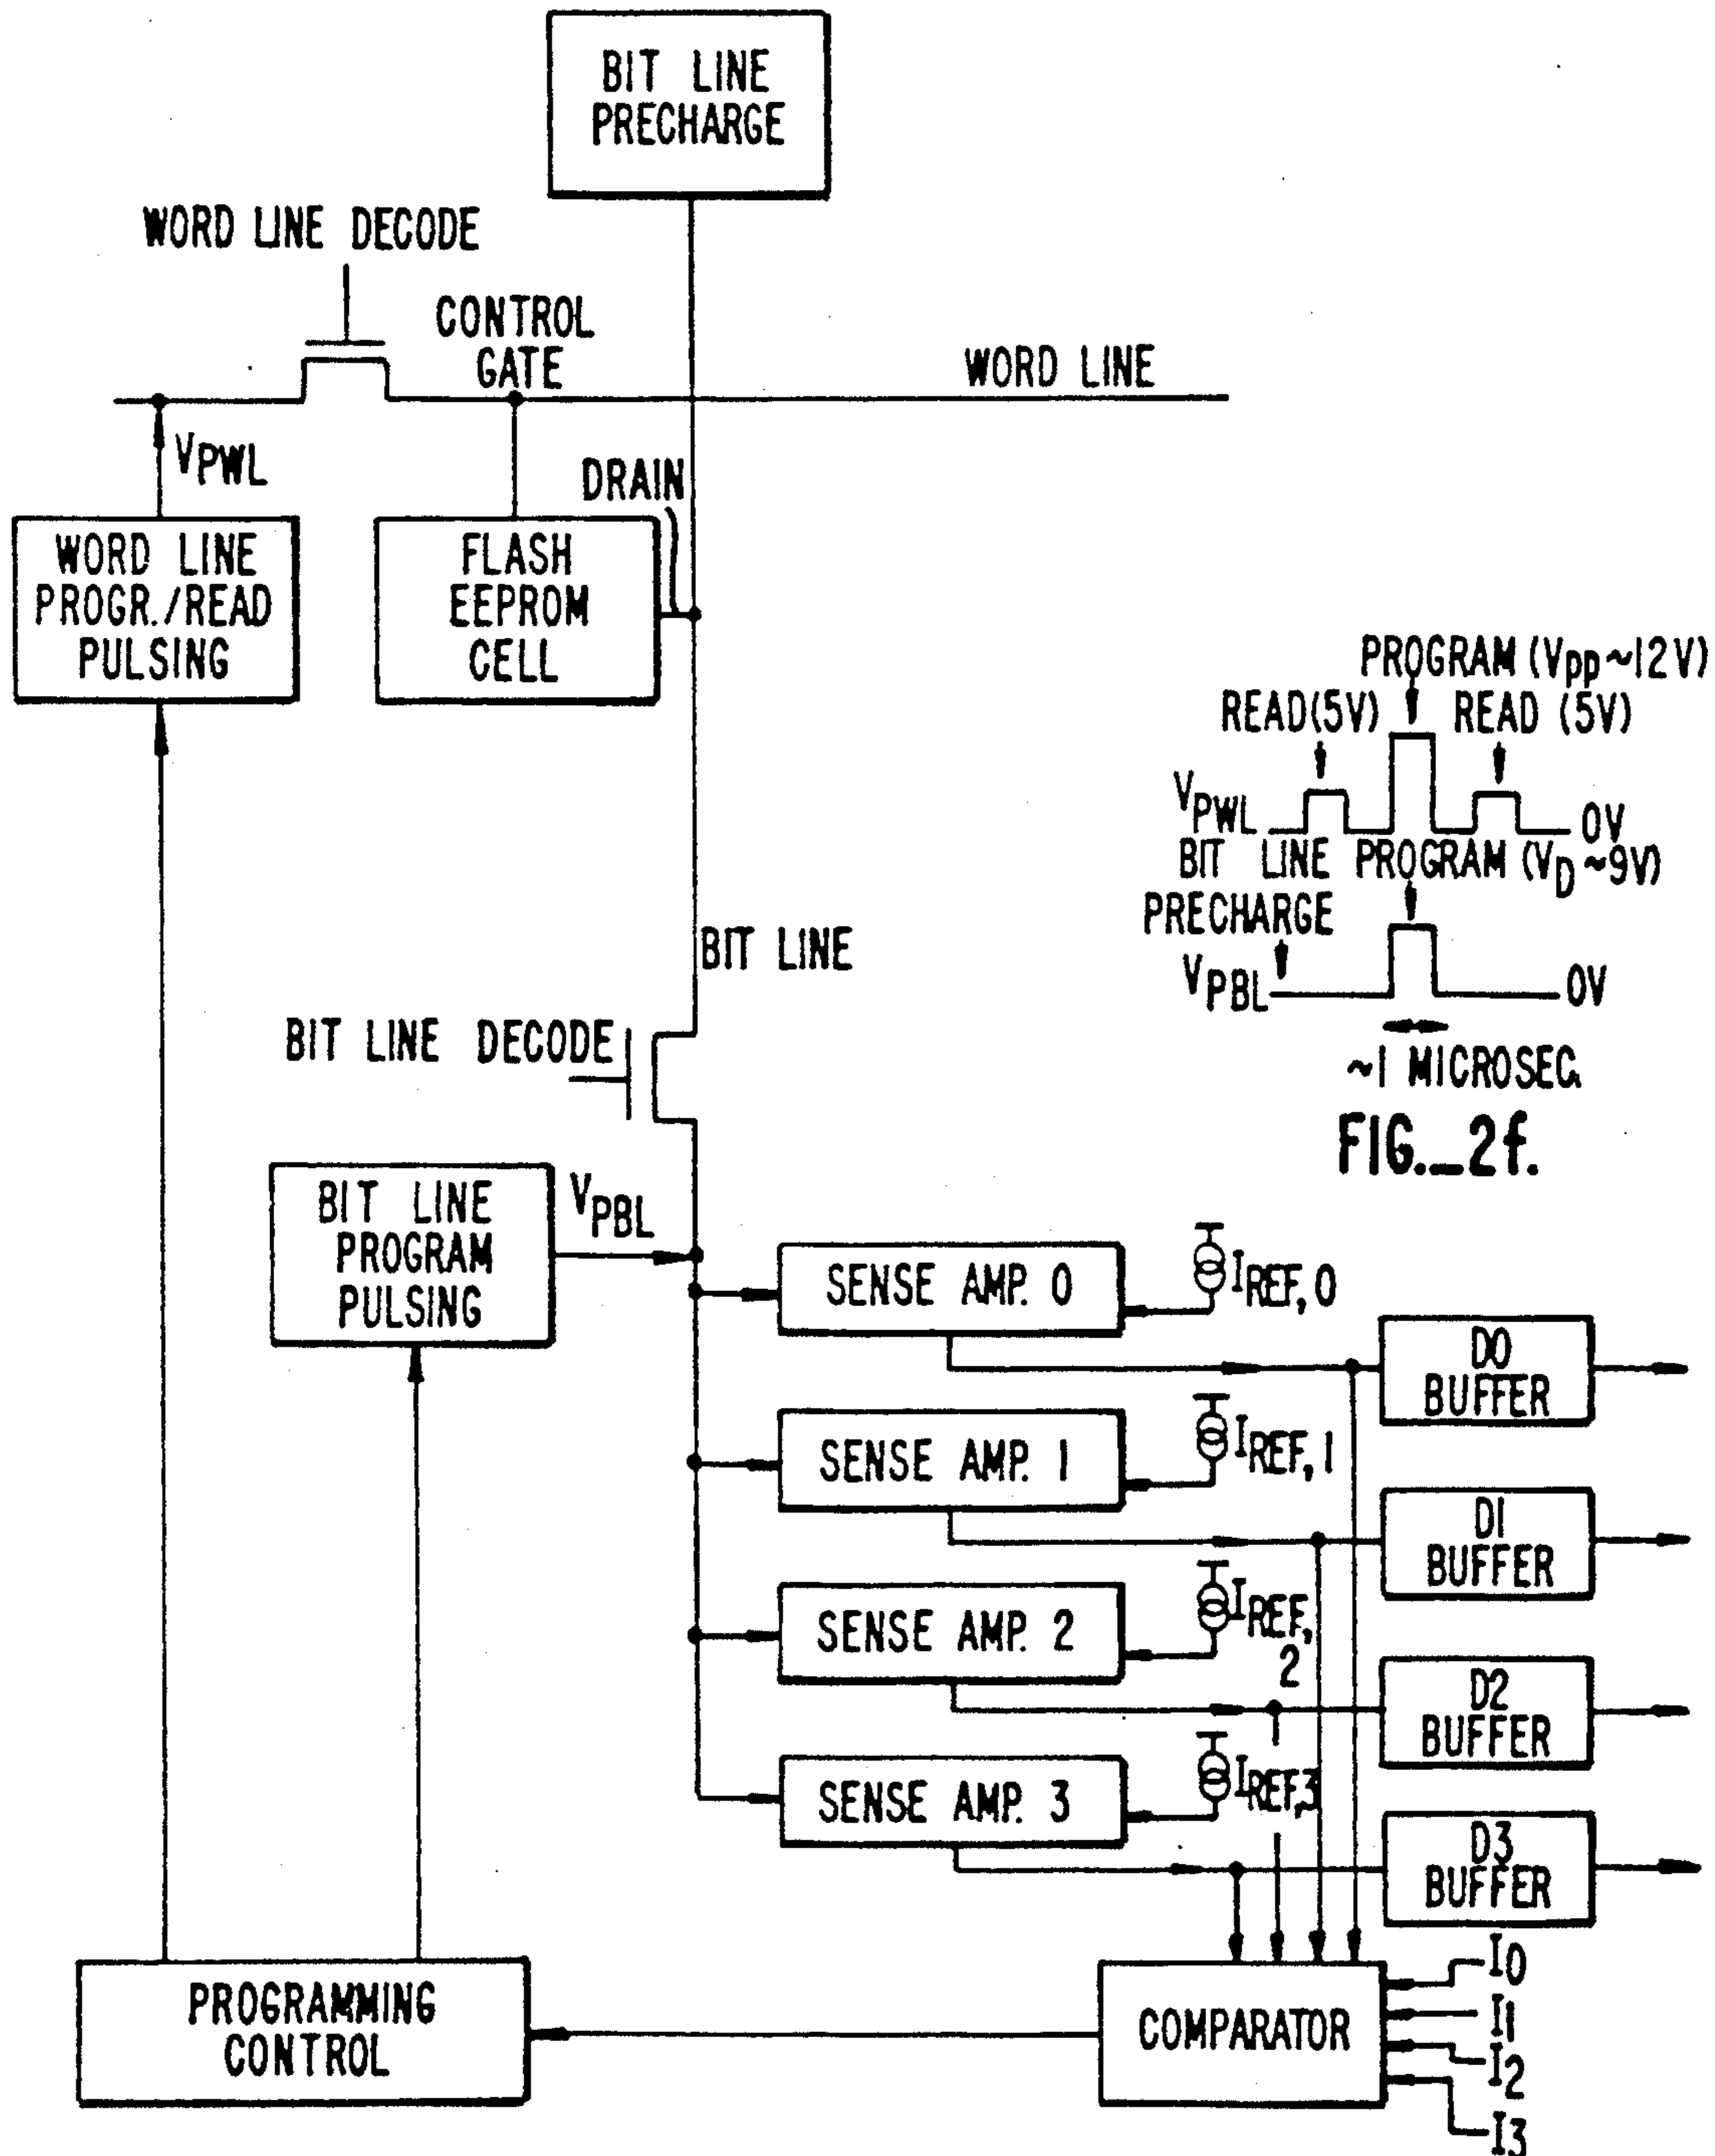 BIT LINE
PRECHARGE
WORD LINE DECODE
CONTROL
GATE
WORD LINE
VPWL
DRAIN
WORD LINE
PROGR./READ
PULSING
FLASH
EEPROM
CELL
PROGRAM (Vpp~12V)
READ(5V) READ (5V)
VPWL 0V
BIT LINE PROGRAM (VD~9V)
PRECHARGE
VPBL 0V
~1 MICROSEC.
FIG._2f.
BIT LINE
BIT LINE DECODE
BIT LINE
PROGRAM
PULSING
VPBL
SENSE AMP. 0
IREF,0
D0
BUFFER
SENSE AMP. 1
IREF,1
D1
BUFFER
SENSE AMP. 2
IREF,
2
D2
BUFFER
SENSE AMP. 3
IREF,3
D3
BUFFER
PROGRAMMING
CONTROL
COMPARATOR
I0
I1
I2
I3